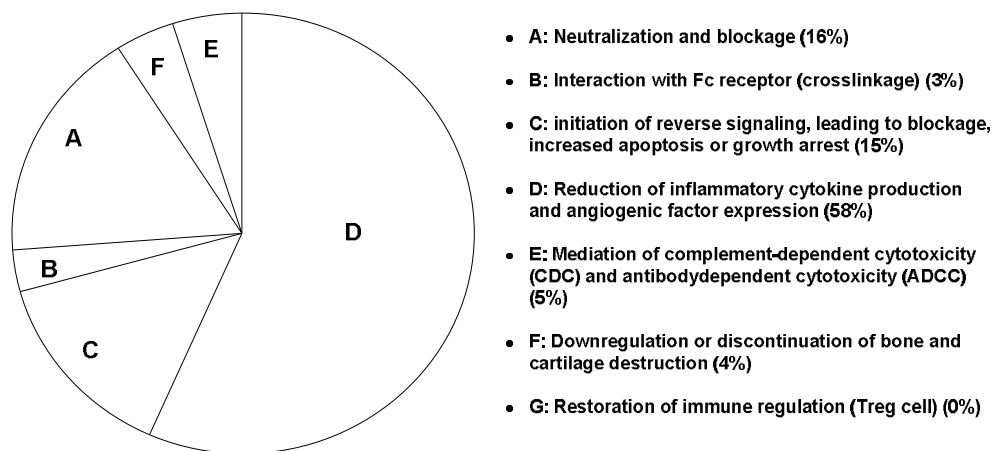 E
F
A
D
B
C
• A: Neutralization and blockage (16%)
• B: Interaction with Fc receptor (crosslinkage) (3%)
• C: initiation of reverse signaling, leading to blockage,
increased apoptosis or growth arrest (15%)
• D: Reduction of inflammatory cytokine production
and angiogenic factor expression (58%)
• E: Mediation of complement-dependent cytotoxicity
(CDC) and antibodydependent cytotoxicity (ADCC)
(5%)
• F: Downregulation or discontinuation of bone and
cartilage destruction (4%)
• G: Restoration of immune regulation (Treg cell) (0%)